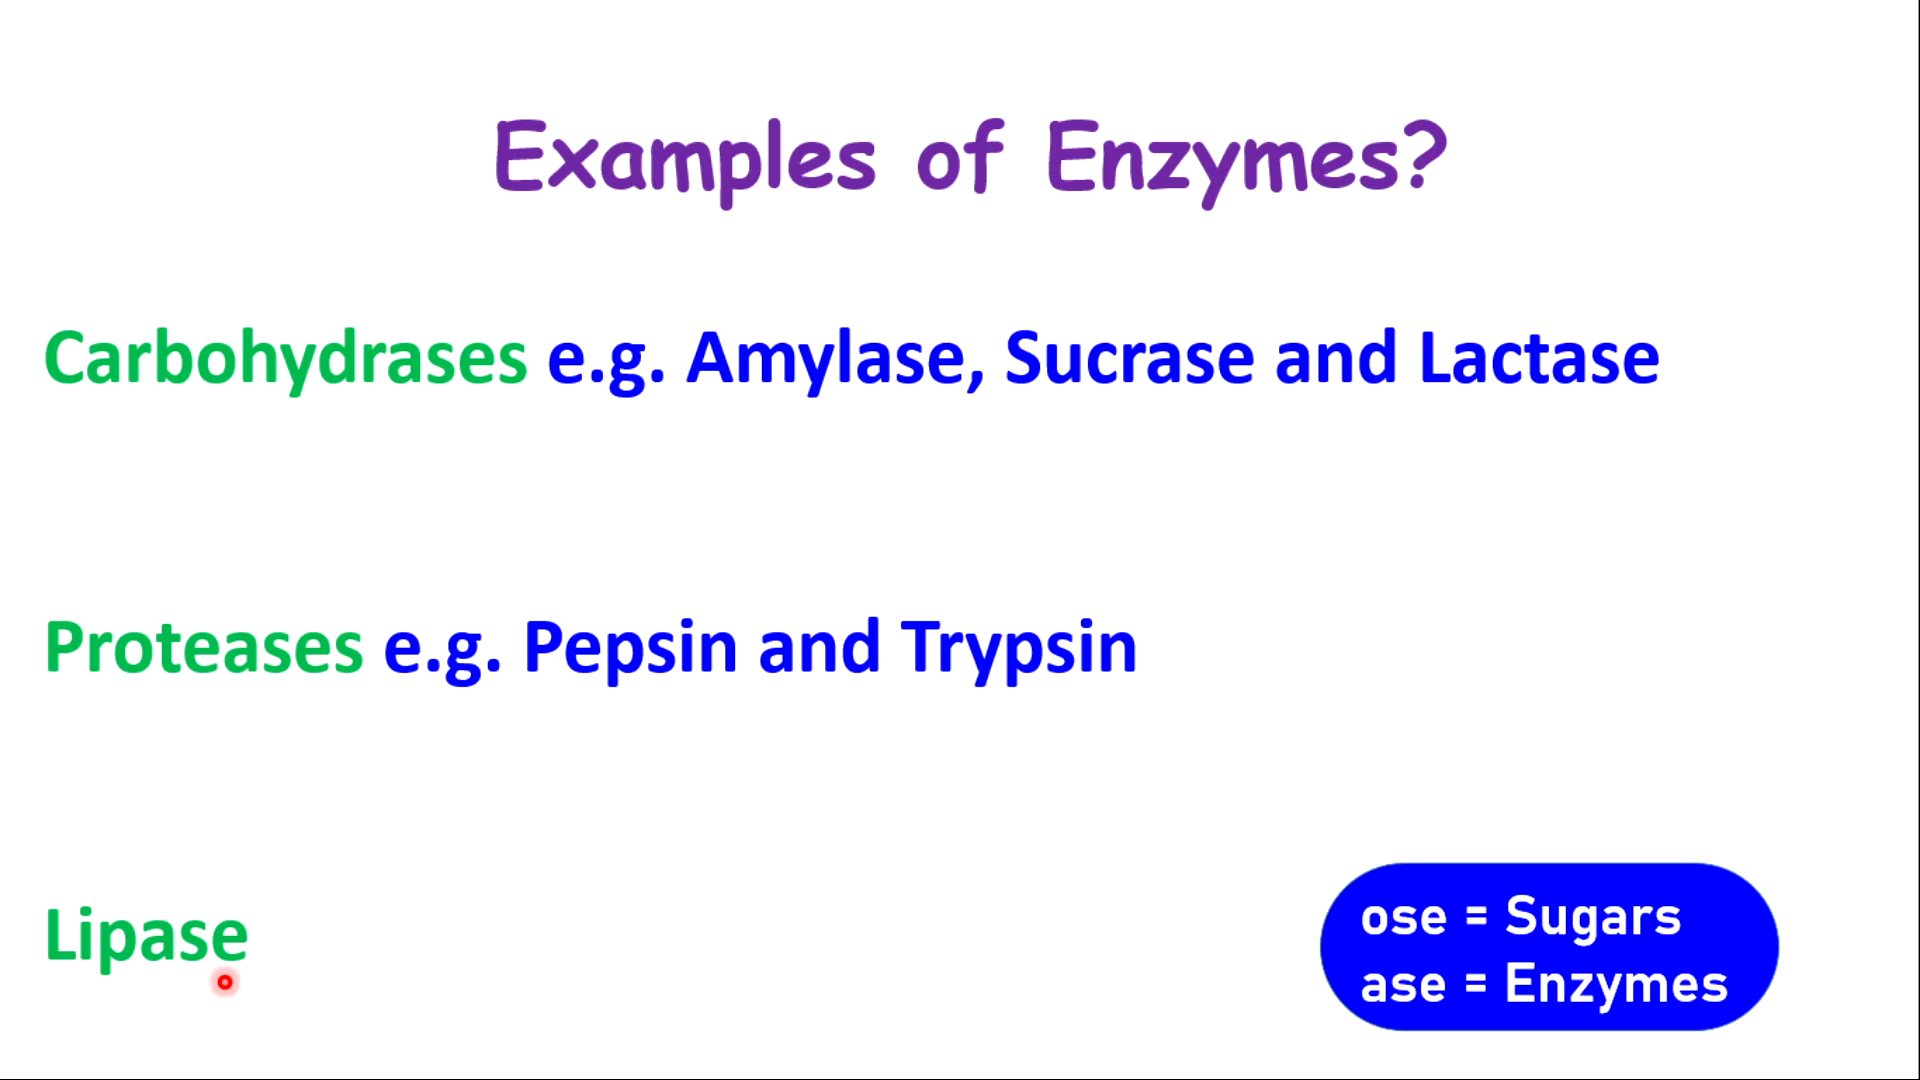 Examples of Enzymes?
Carbohydrases e.g. Amylase, Sucrase and Lactase
Proteases e.g. Pepsin and Trypsin
Lipase
ose = Sugars
ase = Enzymes